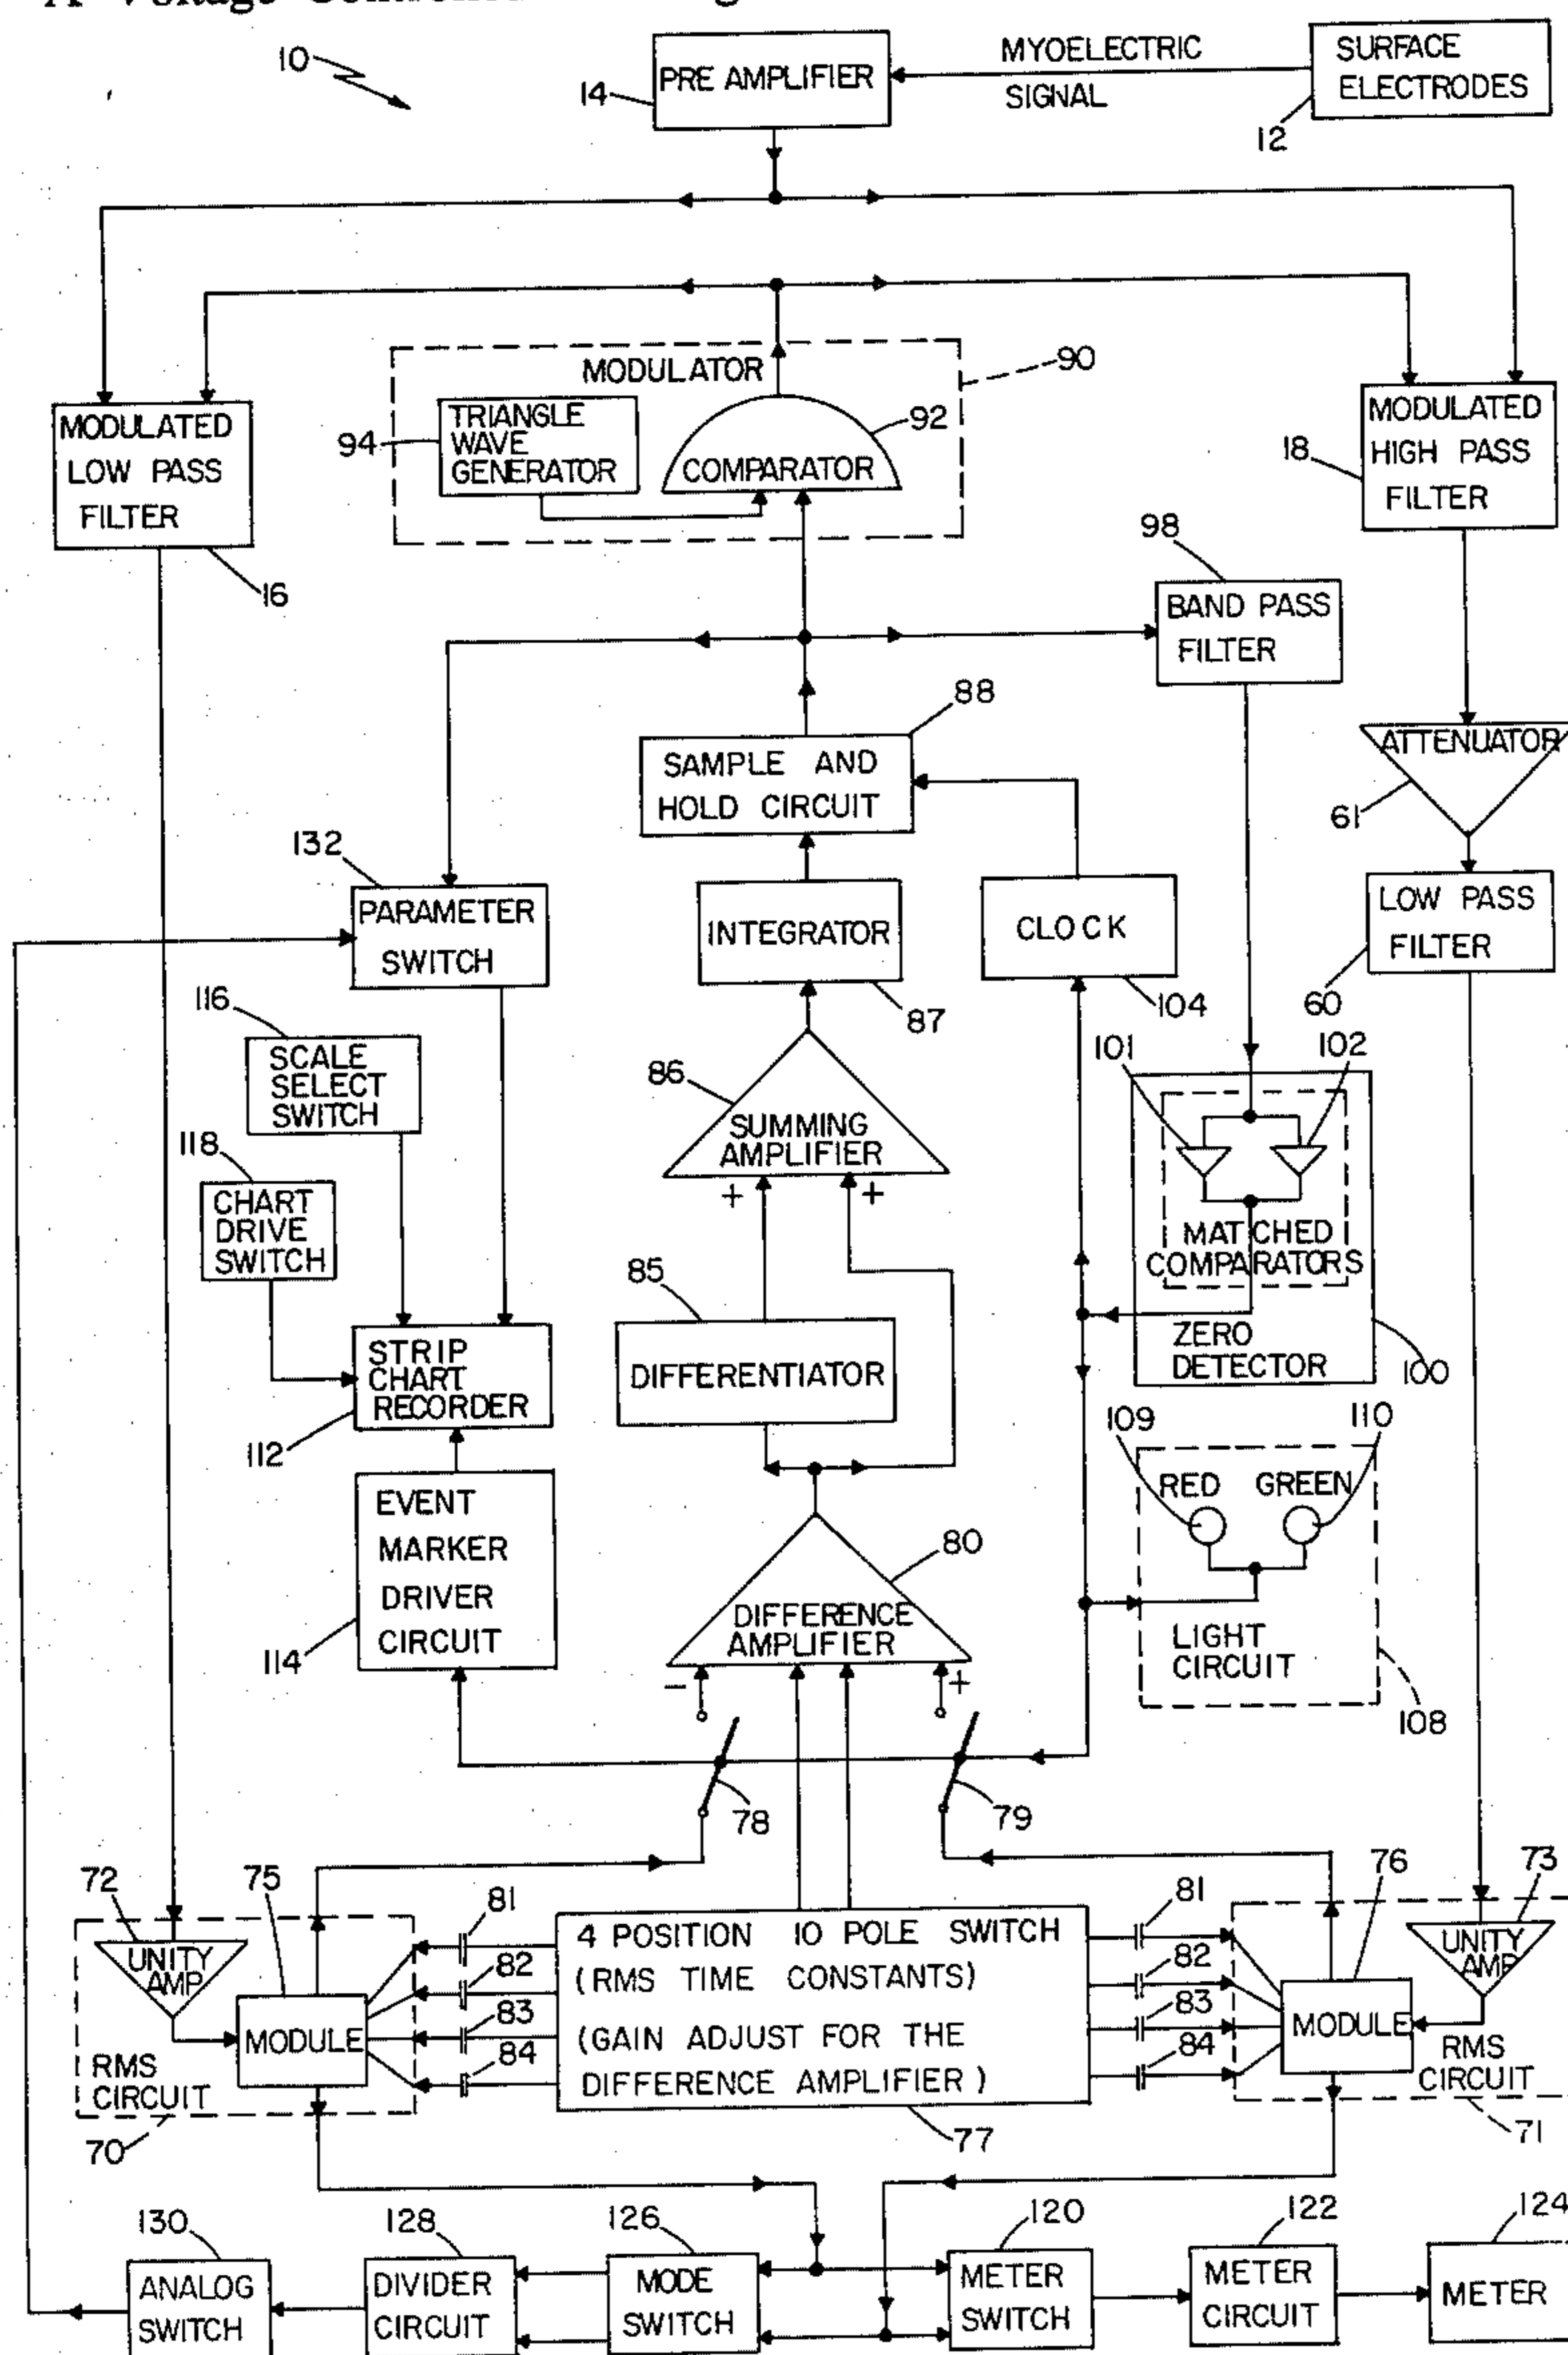 A Voltage
10
PRE AMPLIFIER
14
MYOELECTRIC
SIGNAL
SURFACE
ELECTRODES
12
MODULATED
LOW PASS
FILTER
16
MODULATOR
90
TRIANGLE
WAVE
GENERATOR
94
COMPARATOR
92
MODULATED
HIGH PASS
FILTER
18
98
BAND PASS
FILTER
88
SAMPLE AND
HOLD CIRCUIT
ATTENUATOR
61
132
PARAMETER
SWITCH
INTEGRATOR
87
CLOCK
104
LOW PASS
FILTER
60
116
SCALE
SELECT
SWITCH
86
SUMMING
AMPLIFIER
+ +
101
102
MATCHED
COMPARATORS
ZERO
DETECTOR
100
118
CHART
DRIVE
SWITCH
85
DIFFERENTIATOR
STRIP
CHART
RECORDER
112
109
110
RED GREEN
LIGHT
CIRCUIT
108
EVENT
MARKER
DRIVER
CIRCUIT
114
80
DIFFERENCE
AMPLIFIER
- +
78
79
72
75
UNITY
AMP
MODULE
RMS
CIRCUIT
70
81
82
83
84
4 POSITION 10 POLE SWITCH
(RMS TIME CONSTANTS)
(GAIN ADJUST FOR THE
DIFFERENCE AMPLIFIER)
77
81
82
83
84
76
73
UNITY
AMP
MODULE
RMS
CIRCUIT
71
130
ANALOG
SWITCH
128
DIVIDER
CIRCUIT
126
MODE
SWITCH
120
METER
SWITCH
122
METER
CIRCUIT
124
METER